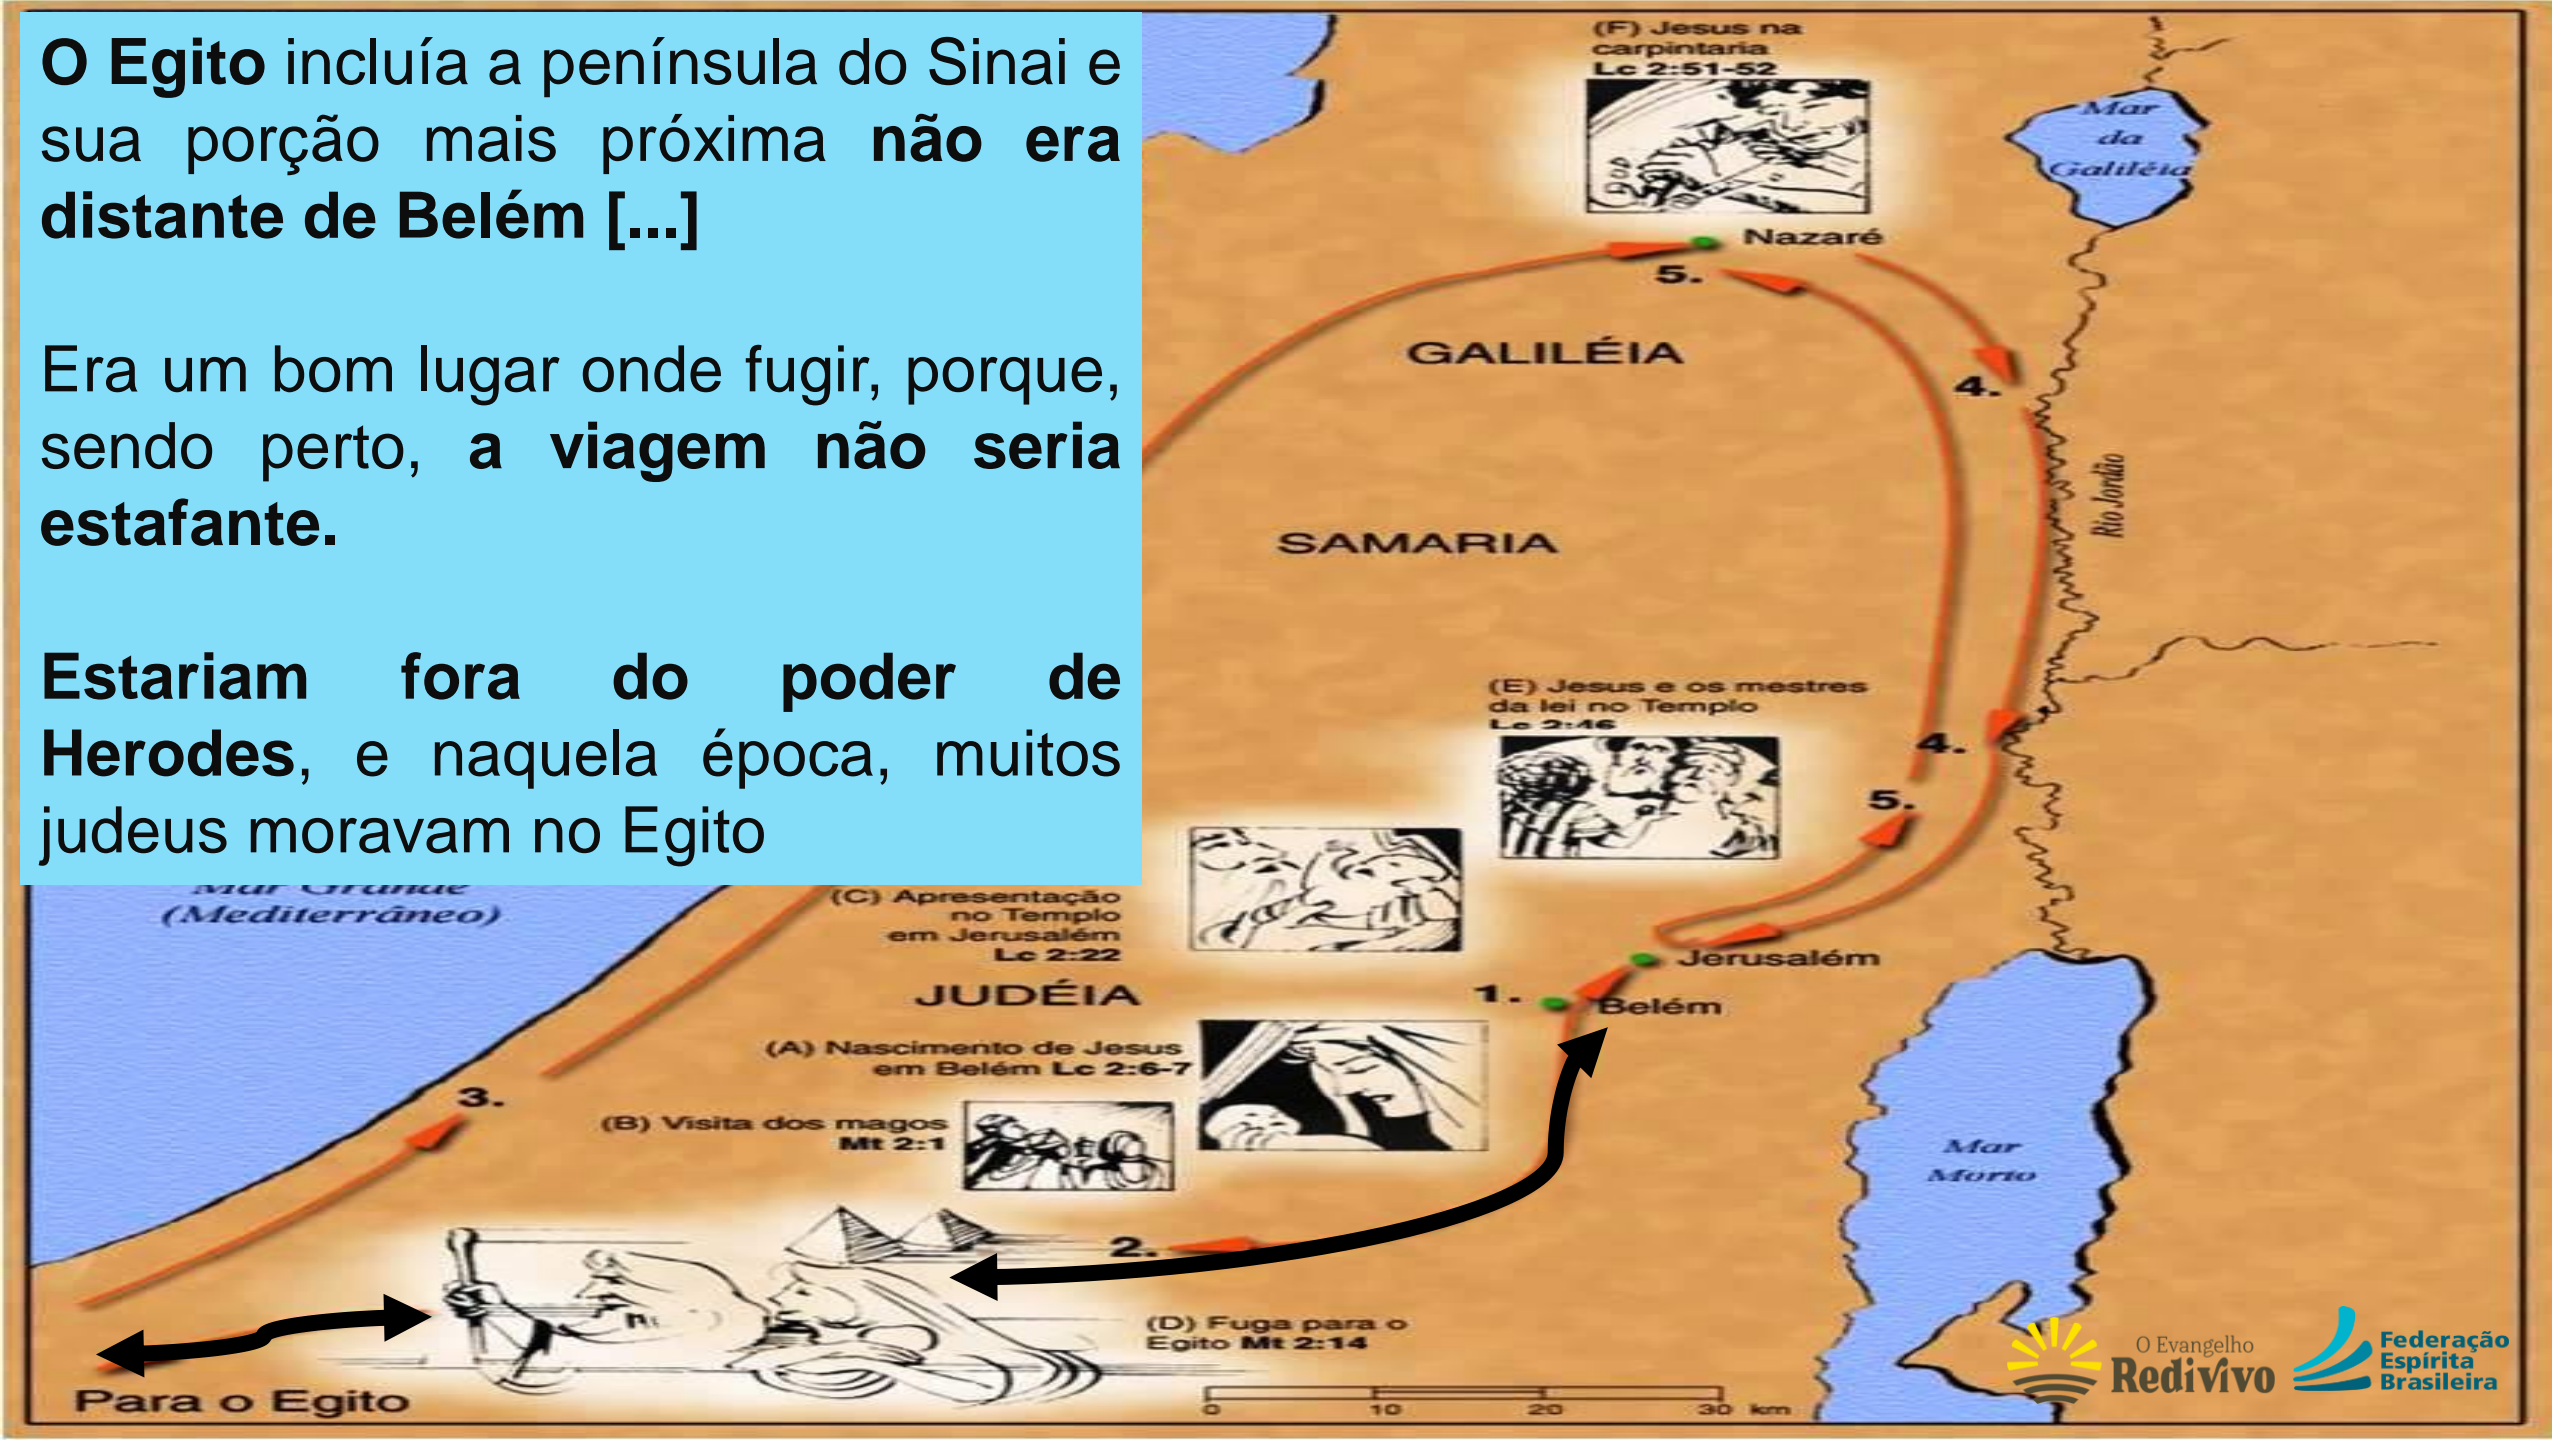 O Egito incluía a península do Sinai e
sua porção mais próxima não era
distante de Belém [...]
Era um bom lugar onde fugir, porque,
sendo perto, a viagem não seria
estafante.
Estariam fora do poder de
Herodes, e naquela época, muitos
judeus moravam no Egito
(F) Jesus na
carpintaria
Lc 2:51-52
Mar
da
Galiléia
Nazaré
5.
GALILÉIA
4.
Rio Jordão
SAMARIA
(E) Jesus e os mestres
da lei no Templo
Lc 2:46
4.
5.
Mar Grande
(Mediterrâneo)
(C) Apresentação
no Templo
em Jerusalém
Lc 2:22
Jerusalém
JUDÉIA
1.
Belém
(A) Nascimento de Jesus
em Belém Lc 2:6-7
3.
(B) Visita dos magos
Mt 2:1
Mar
Morto
2.
(D) Fuga para o
Egito Mt 2:14
Para o Egito
0 10 20 30 km
O Evangelho
Redivivo
Federação
Espírita
Brasileira